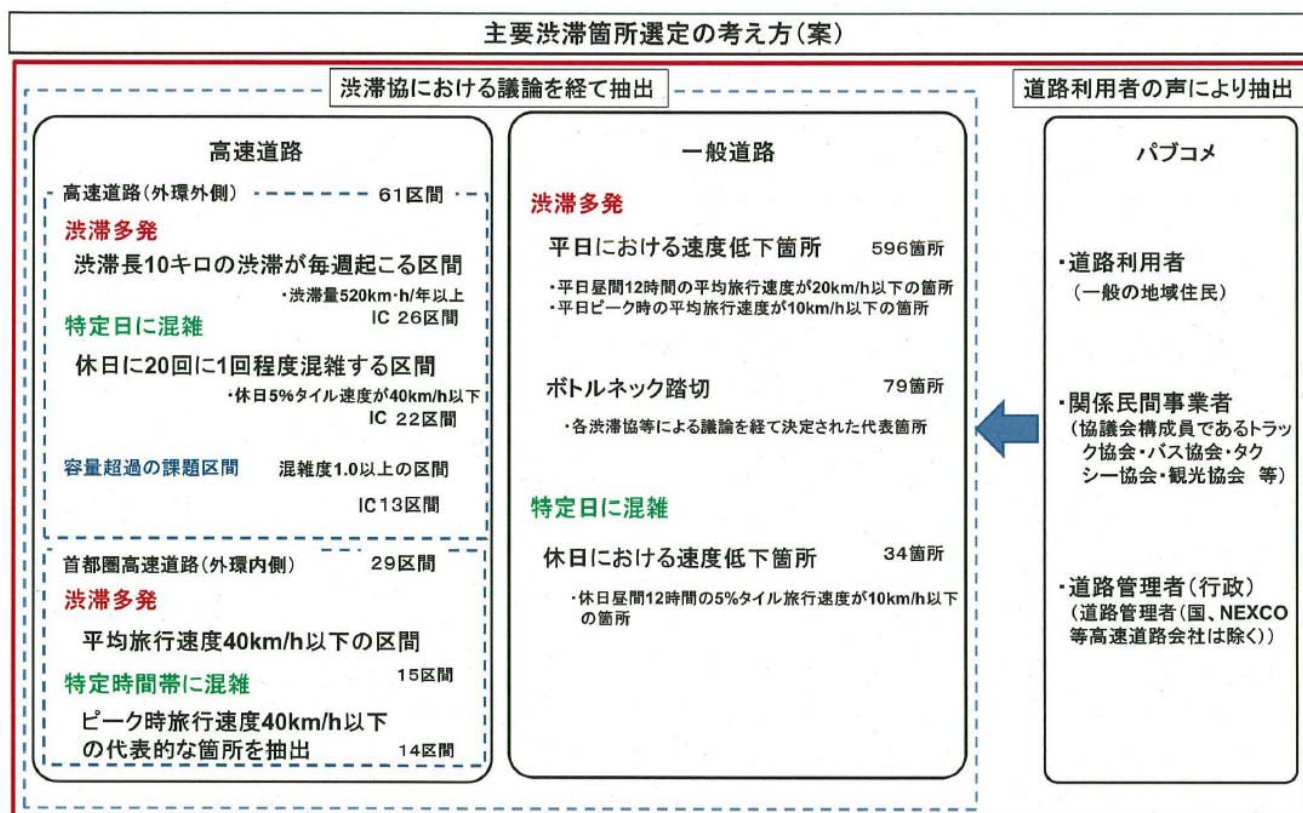 主要渋滞箇所選定の考え方(案)
渋滞協における議論を経て抽出
道路利用者の声により抽出
高速道路
高速道路(外環外側) 61区間
渋滞多発
渋滞長10キロの渋滞が毎週起こる区間
・渋滞量520km・h/年以上
IC 26区間
特定日に混雑
休日に20回に1回程度混雑する区間
・休日5%タイル速度が40km/h以下
IC 22区間
容量超過の課題区間 混雑度1.0以上の区間
IC13区間
首都圏高速道路(外環内側) 29区間
渋滞多発
平均旅行速度40km/h以下の区間
15区間
特定時間帯に混雑
ピーク時旅行速度40km/h以下
の代表的な箇所を抽出 14区間
一般道路
渋滞多発
平日における速度低下箇所 596箇所
・平日昼間12時間の平均旅行速度が20km/h以下の箇所
・平日ピーク時の平均旅行速度が10km/h以下の箇所
ボトルネック踏切 79箇所
・各渋滞協等による議論を経て決定された代表箇所
特定日に混雑
休日における速度低下箇所 34箇所
・休日昼間12時間の5%タイル旅行速度が10km/h以下
の箇所
パブコメ
・道路利用者
(一般の地域住民)
・関係民間事業者
(協議会構成員であるトラッ
ク協会・バス協会・タク
シー協会・観光協会 等)
・道路管理者(行政)
(道路管理者(国、NEXCO
等高速道路会社は除く))